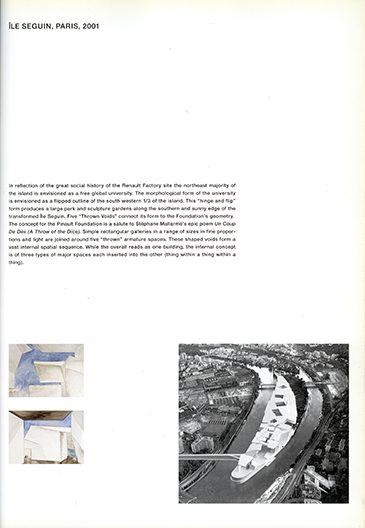 ÎLE SEGUIN, PARIS, 2001
In reflection of the great social history of the Renault Factory site the northeast majority of
the island is envisioned as a free global university. The morphological form of the university
is envisioned as a flipped outline of the south western 1/3 of the island. This "hinge and flip"
form produces a large park and sculpture gardens along the southern and sunny edge of the
transformed Île Seguin. Five "Thrown Voids" connect its form to the Foundation's geometry.
The concept for the Pinault Foundation is a salute to Stéphane Mallarmé's epic poem Un Coup
De Dés (A Throw of the Dice). Simple rectangular galleries in a range of sizes in fine propor-
tions and light are joined around five "thrown" armature spaces. These shaped voids form a
vast internal spatial sequence. While the overall reads as one building, the internal concept
is of three types of major spaces each inserted into the other (thing within a thing within a
thing).